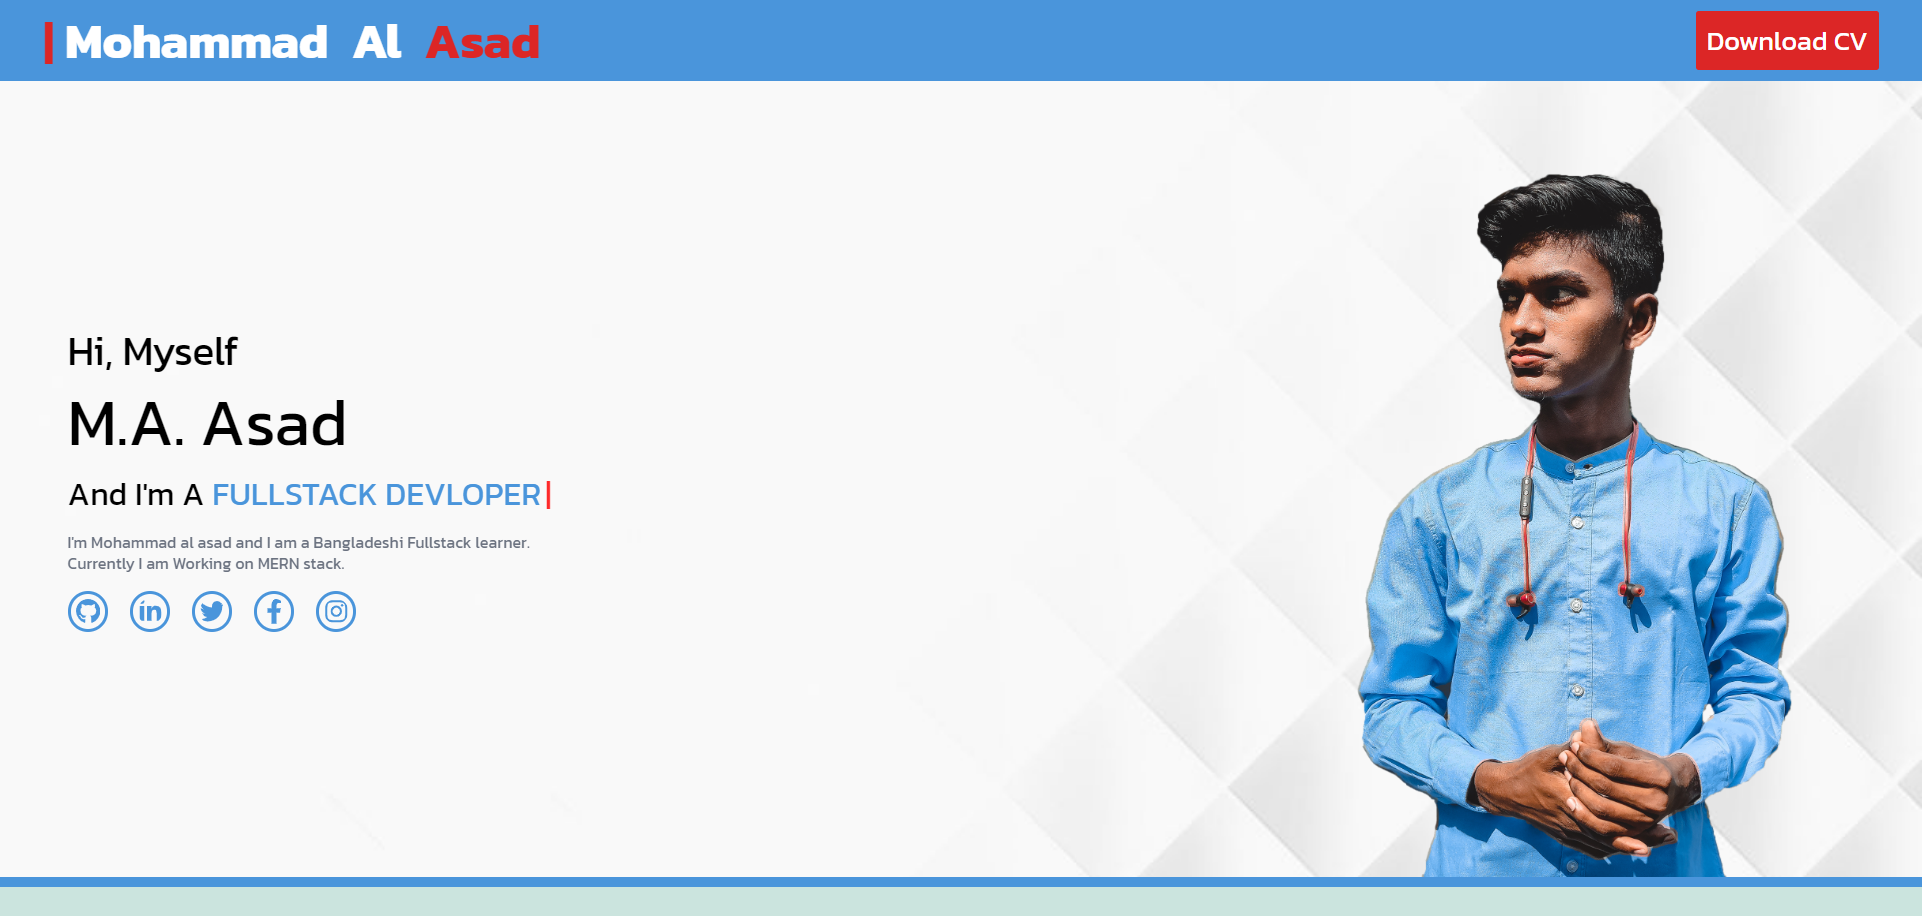 Mohammad Al Asad
Download CV
Hi, Myself
M.A. Asad
And I'm A FULLSTACK DEVLOPER
I'm Mohammad al asad and I am a Bangladeshi Fullstack learner.
Currently I am Working on MERN stack.